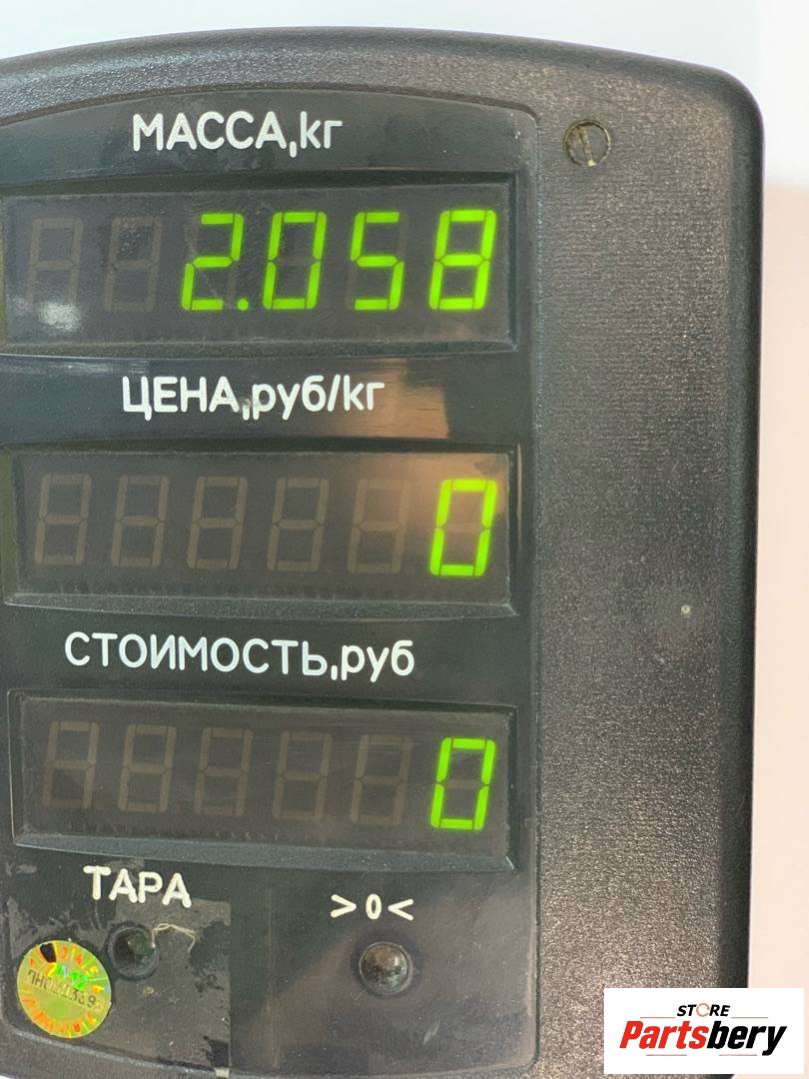 МАССА,кг
2.058
ЦЕНА,руб/кг
0
СТОИМОСТЬ,руб
0
ТАРА
>0<
STORE
Partsbery